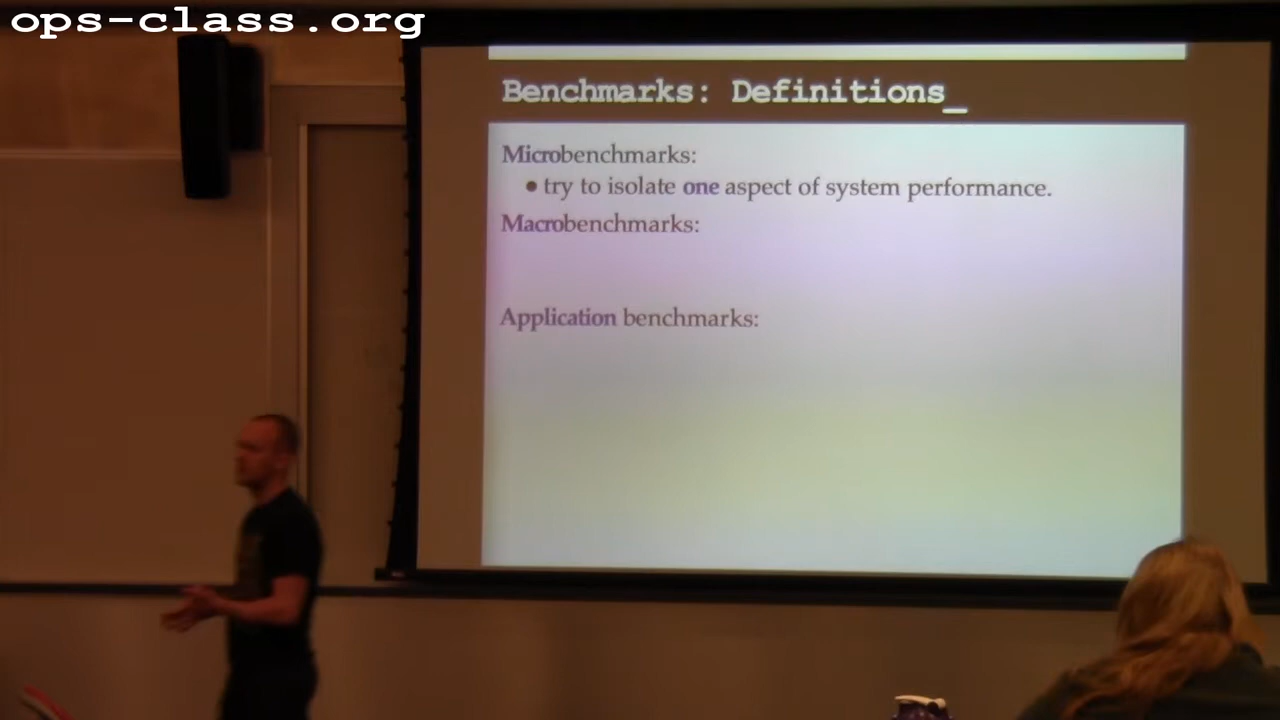 ops-class.org
Benchmarks: Definitions_
Microbenchmarks:
• try to isolate one aspect of system performance.
Macrobenchmarks:
Application benchmarks: